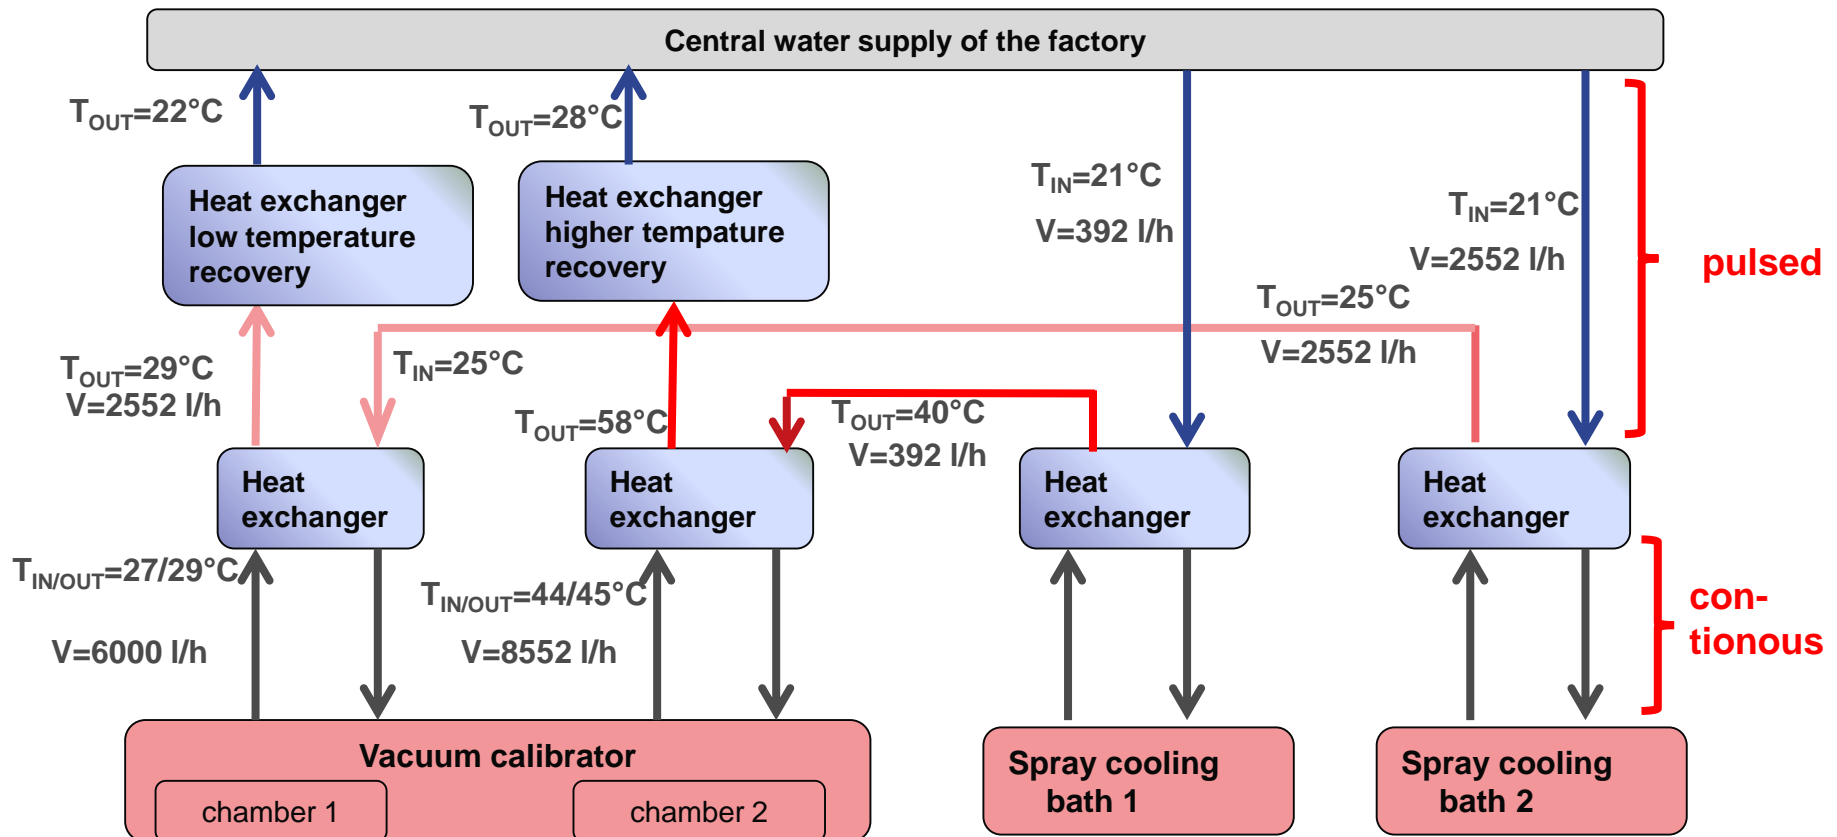 Central water supply of the factory
TOUT=22°C
TOUT=28°C
TIN=21°C
V=392 l/h
TIN=21°C
V=2552 l/h
pulsed
Heat exchanger
low temperature
recovery
Heat exchanger
higher tempature
recovery
TOUT=25°C
V=2552 l/h
TOUT=29°C
V=2552 l/h
TIN=25°C
TOUT=58°C
TOUT=40°C
V=392 l/h
Heat
exchanger
Heat
exchanger
Heat
exchanger
Heat
exchanger
TIN/OUT=27/29°C
V=6000 l/h
TIN/OUT=44/45°C
V=8552 l/h
con-
tionous
Vacuum calibrator
chamber 1
chamber 2
Spray cooling
bath 1
Spray cooling
bath 2